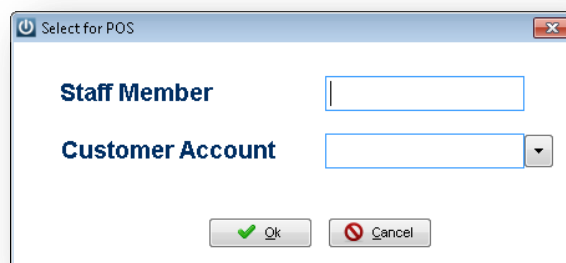 Select for POS
Staff Member
Customer Account
Ok Cancel